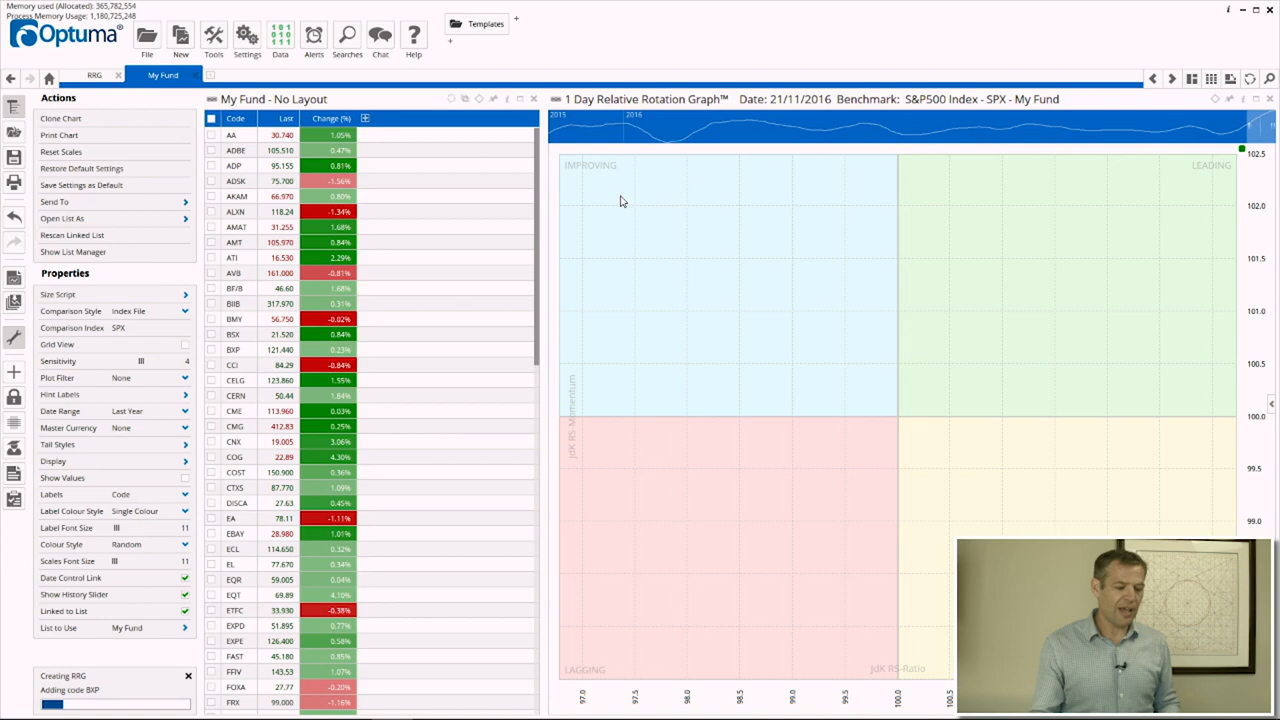 Memory used (Allocated): 365,782,554
Process Memory Usage: 1,180,725,248
Optuma®
File New Tools Settings Data Alerts Searches Chat Help
Templates
RRG My Fund
Actions
Clone Chart
Print Chart
Reset Scales
Restore Default Settings
Save Settings as Default
Send To
Open List As
Rescan Linked List
Show List Manager
Properties
Size Script
Comparison Style Index File
Comparison Index SPX
Grid View
Sensitivity 4
Plot Filter None
Hint Labels
Date Range Last Year
Master Currency None
Tail Styles
Display
Show Values
Labels Code
Label Colour Style Single Colour
Label Font Size 11
Colour Style Random
Scales Font Size 11
Date Control Link
Show History Slider
Linked to List
List to Use My Fund
Creating RRG
Adding code BXP
My Fund - No Layout
Code Last Change (%)
AA 30.740 1.05%
ADBE 105.510 0.47%
ADP 95.155 0.81%
ADSK 75.700 -1.56%
AKAM 66.970 0.80%
ALXN 118.24 -1.34%
AMAT 31.255 1.68%
AMT 105.970 0.84%
ATI 16.530 2.29%
AVB 161.000 -0.81%
BF/B 46.60 1.68%
BIIB 317.970 0.31%
BMY 56.750 -0.02%
BSX 21.520 0.84%
BXP 121.440 0.23%
CCI 84.29 -0.84%
CELG 123.860 1.55%
CERN 50.44 1.84%
CME 113.960 0.03%
CMG 412.83 0.25%
CNX 19.005 3.06%
COG 22.89 4.30%
COST 150.900 0.36%
CTXS 87.770 1.09%
DISCA 27.63 0.45%
EA 78.11 -1.11%
EBAY 28.980 1.01%
ECL 114.650 0.32%
EL 77.670 0.34%
EQR 59.005 0.04%
EQT 69.89 4.10%
ETFC 33.930 -0.38%
EXPD 51.895 0.77%
EXPE 126.400 0.58%
FAST 45.180 0.85%
FFIV 143.53 1.07%
FOXA 27.77 -0.20%
FRX 99.000 -1.16%
1 Day Relative Rotation Graph™ Date: 21/11/2016 Benchmark: S&P500 Index - SPX - My Fund
2015 2016
IMPROVING LEADING
LAGGING
JdK RS-Momentum
JdK RS-Ratio
102.5
102.0
101.5
101.0
100.5
100.0
99.5
99.0
97.0 97.5 98.0 98.5 99.0 99.5 100.0